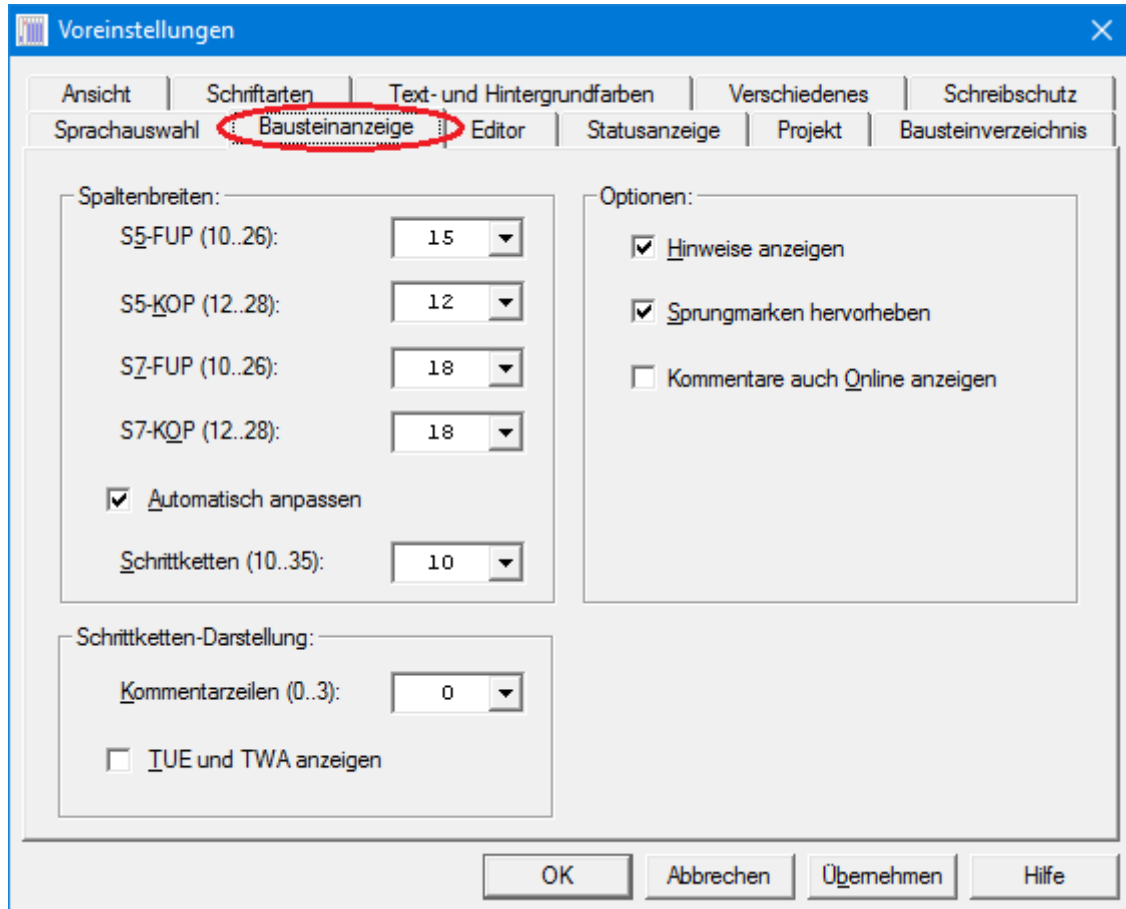 Voreinstellungen
Ansicht Schriftarten Text- und Hintergrundfarben Verschiedenes Schreibschutz
Sprachauswahl Bausteinanzeige Editor Statusanzeige Projekt Bausteinverzeichnis
Spaltenbreiten: Optionen:
S5-FUP (10..26): 15 Hinweise anzeigen
S5-KOP (12..28): 12 Sprungmarken hervorheben
S7-FUP (10..26): 18 Kommentare auch Online anzeigen
S7-KOP (12..28): 18
Automatisch anpassen
Schrittketten (10..35): 10
Schrittketten-Darstellung:
Kommentarzeilen (0..3): 0
TUE und TWA anzeigen
OK Abbrechen Übernehmen Hilfe